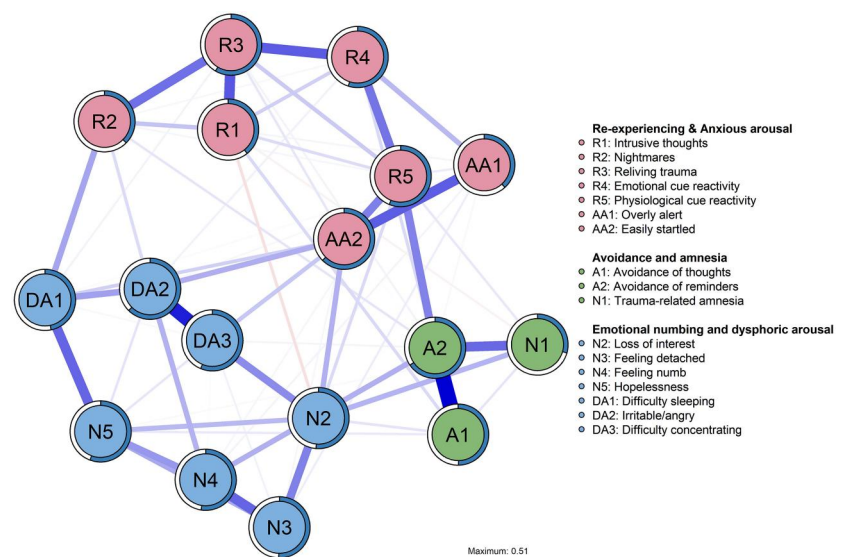 R3
R4
R2
R1
AA1
R5
AA2
DA1
DA2
DA3
A2
N1
N2
A1
N5
N4
N3
Re-experiencing & Anxious arousal
R1: Intrusive thoughts
R2: Nightmares
R3: Reliving trauma
R4: Emotional cue reactivity
R5: Physiological cue reactivity
AA1: Overly alert
AA2: Easily startled
Avoidance and amnesia
A1: Avoidance of thoughts
A2: Avoidance of reminders
N1: Trauma-related amnesia
Emotional numbing and dysphoric arousal
N2: Loss of interest
N3: Feeling detached
N4: Feeling numb
N5: Hopelessness
DA1: Difficulty sleeping
DA2: Irritable/angry
DA3: Difficulty concentrating
Maximum: 0.51